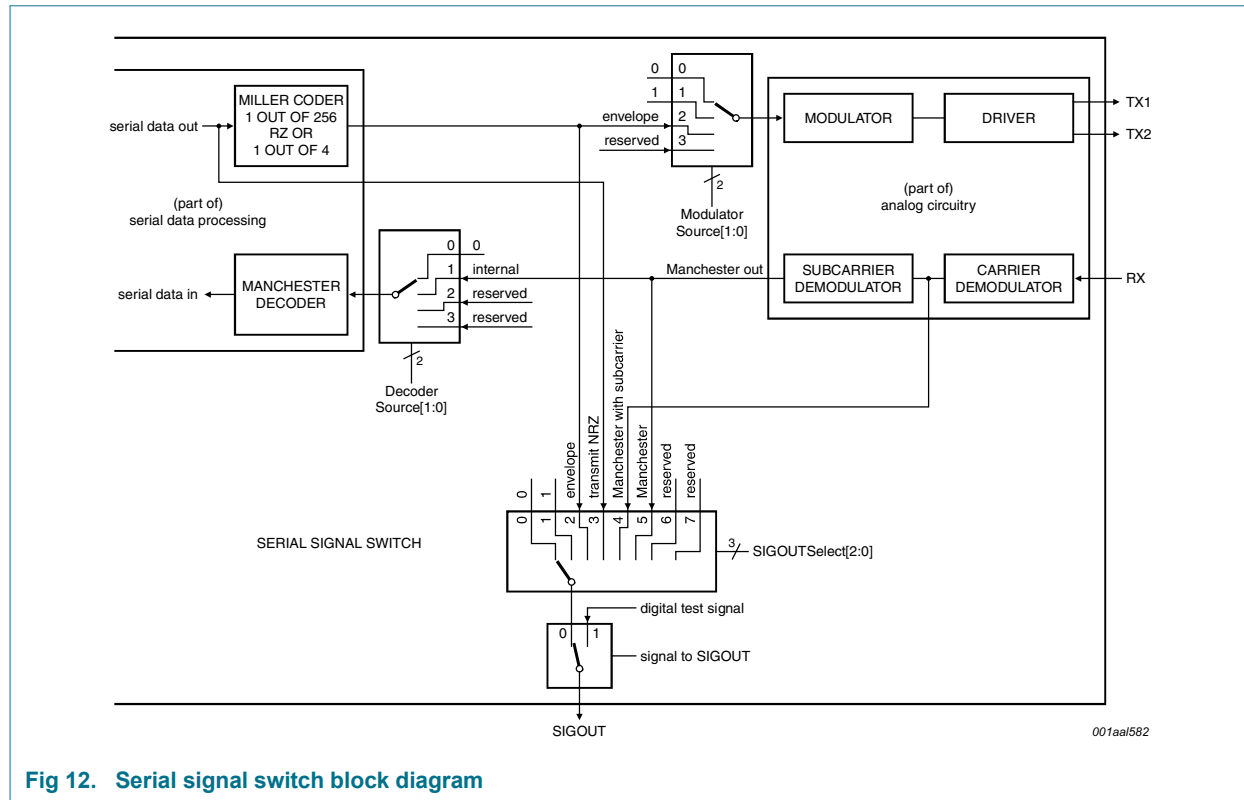 MILLER CODER
1 OUT OF 256
RZ OR
1 OUT OF 4
serial data out
(part of)
serial data processing
MANCHESTER
DECODER
serial data in
0
1
2
3
0
internal
reserved
reserved
2
Decoder
Source[1:0]
0
1
envelope
reserved
0
1
2
3
2
Modulator
Source[1:0]
MODULATOR
DRIVER
TX1
TX2
(part of)
analog circuitry
Manchester out
SUBCARRIER
DEMODULATOR
CARRIER
DEMODULATOR
RX
0
1
envelope
transmit NRZ
Manchester with subcarrier
Manchester
reserved
reserved
0
1
2
3
4
5
6
7
SERIAL SIGNAL SWITCH
3
SIGOUTSelect[2:0]
digital test signal
0
1
signal to SIGOUT
SIGOUT
001aal582
Fig 12. Serial signal switch block diagram